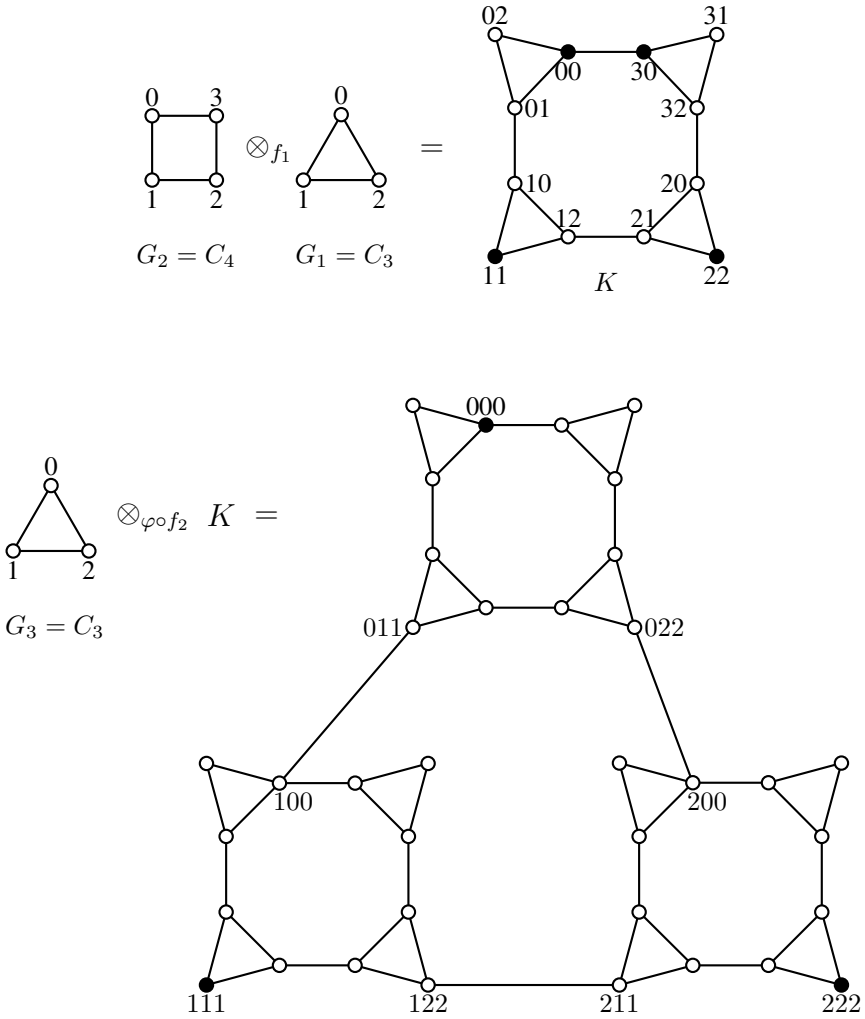 02 31
00 30
0 3 0
⊗f₁ =
01 32
1 2 1 2
10 20
12 21
G₂ = C₄ G₁ = C₃
11 K 22
000
0
⊗φ∘f₂ K =
1 2
G₃ = C₃
011 022
100 200
111 122 211 222